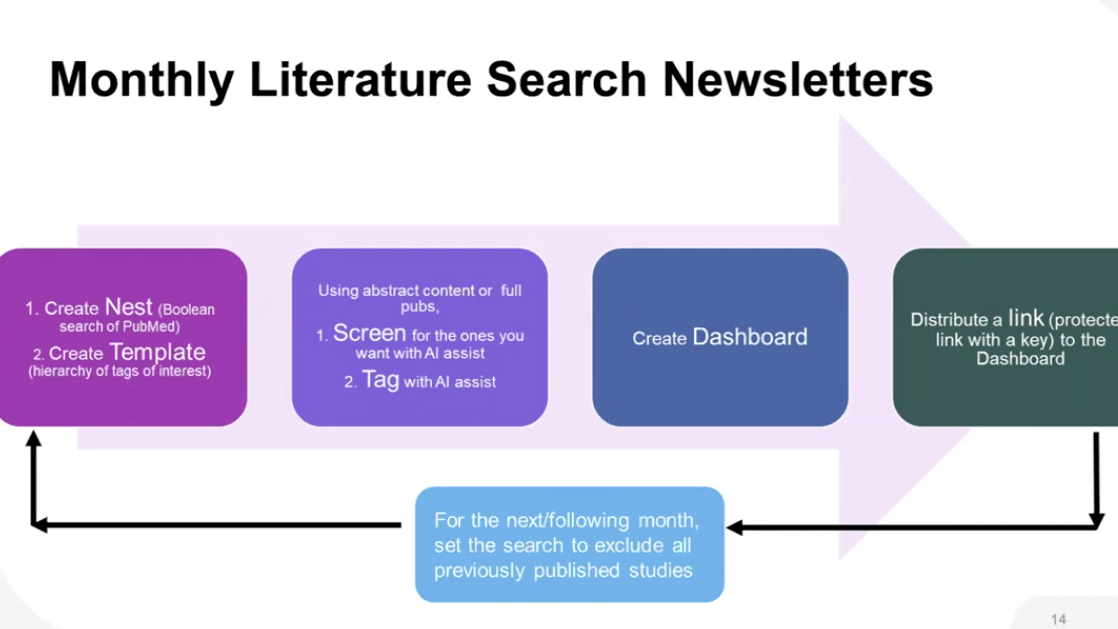 Monthly Literature Search Newsletters
1. Create Nest (Boolean
search of PubMed)
2. Create Template
(hierarchy of tags of interest)
Using abstract content or full
pubs,
1. Screen for the ones you
want with AI assist
2. Tag with AI assist
Create Dashboard
Distribute a link (protecte
link with a key) to the
Dashboard
For the next/following month,
set the search to exclude all
previously published studies
14